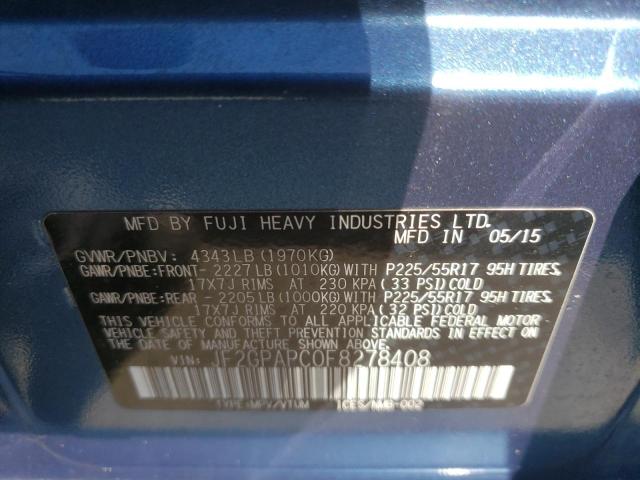 MFD BY FUJI HEAVY INDUSTRIES LTD.
MFD IN 05/15
GVWR/PNBV: 4343LB (1970KG)
GAWR/PNBE:FRONT- 2227LB (1010KG) WITH P225/55R17 95H TIRES,
17X7J RIMS AT 230 KPA (33 PSI) COLD
GAWR/PNBE:REAR - 2205LB (1000KG) WITH P225/55R17 95H TIRES,
17X7J RIMS AT 220 KPA (32 PSI) COLD
THIS VEHICLE CONFORMS TO ALL APPLICABLE FEDERAL MOTOR
VEHICLE SAFETY AND THEFT PREVENTION STANDARDS IN EFFECT ON THE
DATE OF MANUFACTURE SHOWN ABOVE.
VIN: JF2GPAPC0F8278408
TYPE:MPV/VTUM ICES/NMB-002